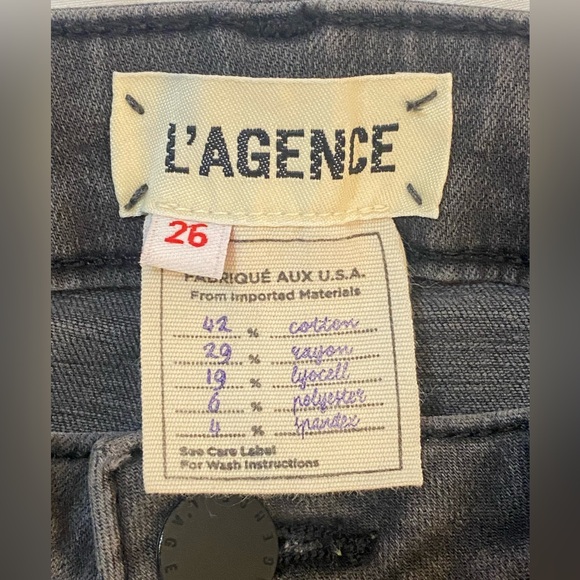 L'AGENCE
26
FABRIQUÉ AUX U.S.A.
From Imported Materials
42 % cotton
29 % rayon
19 % lyocell
6 % polyester
4 % spandex
See Care Label
For Wash Instructions
L'AGE